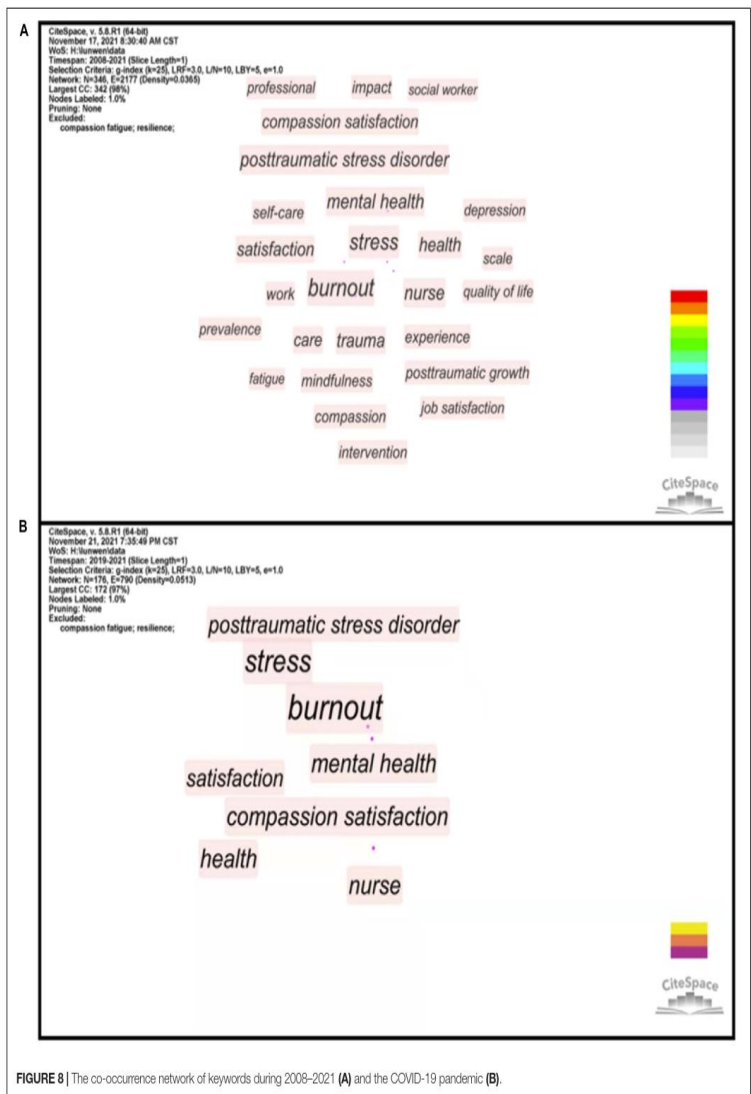 A
CiteSpace, v. 5.8.R1 (64-bit)
November 17, 2021 8:30:40 AM CST
WoS: H:\lunwen\data
Timespan: 2008-2021 (Slice Length=1)
Selection Criteria: g-index (k=25), LRF=3.0, L/N=10, LBY=5, e=1.0
Network: N=346, E=2177 (Density=0.0365)
Largest CC: 342 (98%)
Nodes Labeled: 1.0%
Pruning: None
Excluded:
compassion fatigue; resilience;
professional impact social worker
compassion satisfaction
posttraumatic stress disorder
mental health
self-care depression
stress health
satisfaction scale
burnout nurse quality of life
work
prevalence
care trauma experience
fatigue mindfulness posttraumatic growth
compassion job satisfaction
intervention
CiteSpace
B
CiteSpace, v. 5.8.R1 (64-bit)
November 21, 2021 7:35:49 PM CST
WoS: H:\lunwen\data
Timespan: 2019-2021 (Slice Length=1)
Selection Criteria: g-index (k=25), LRF=3.0, L/N=10, LBY=5, e=1.0
Network: N=176, E=790 (Density=0.0513)
Largest CC: 172 (97%)
Nodes Labeled: 1.0%
Pruning: None
Excluded:
compassion fatigue; resilience;
posttraumatic stress disorder
stress
burnout
mental health
satisfaction
compassion satisfaction
health
nurse
CiteSpace
FIGURE 8 | The co-occurrence network of keywords during 2008–2021 (A) and the COVID-19 pandemic (B).